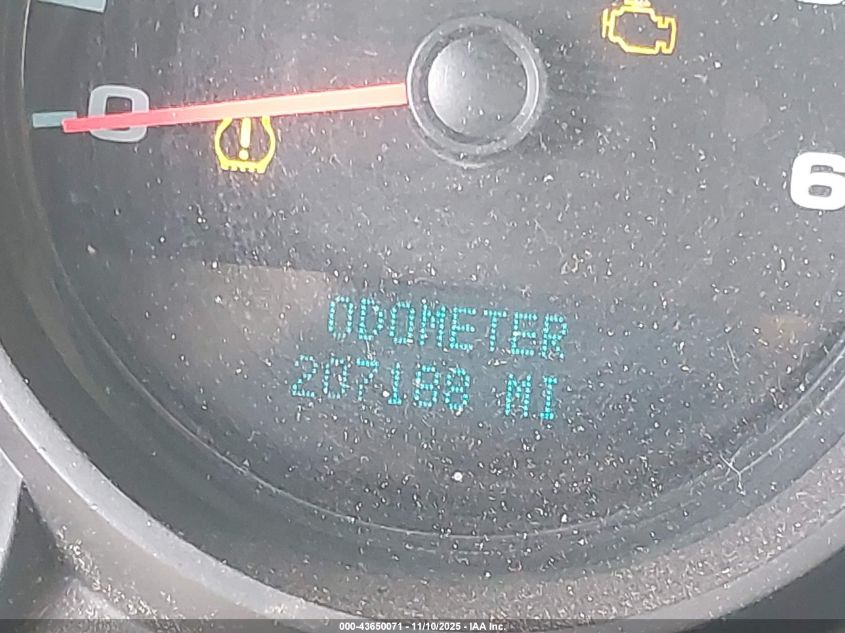 0
6
ODOMETER
207188 MI
000-43650071 - 11/10/2025 - IAA Inc.